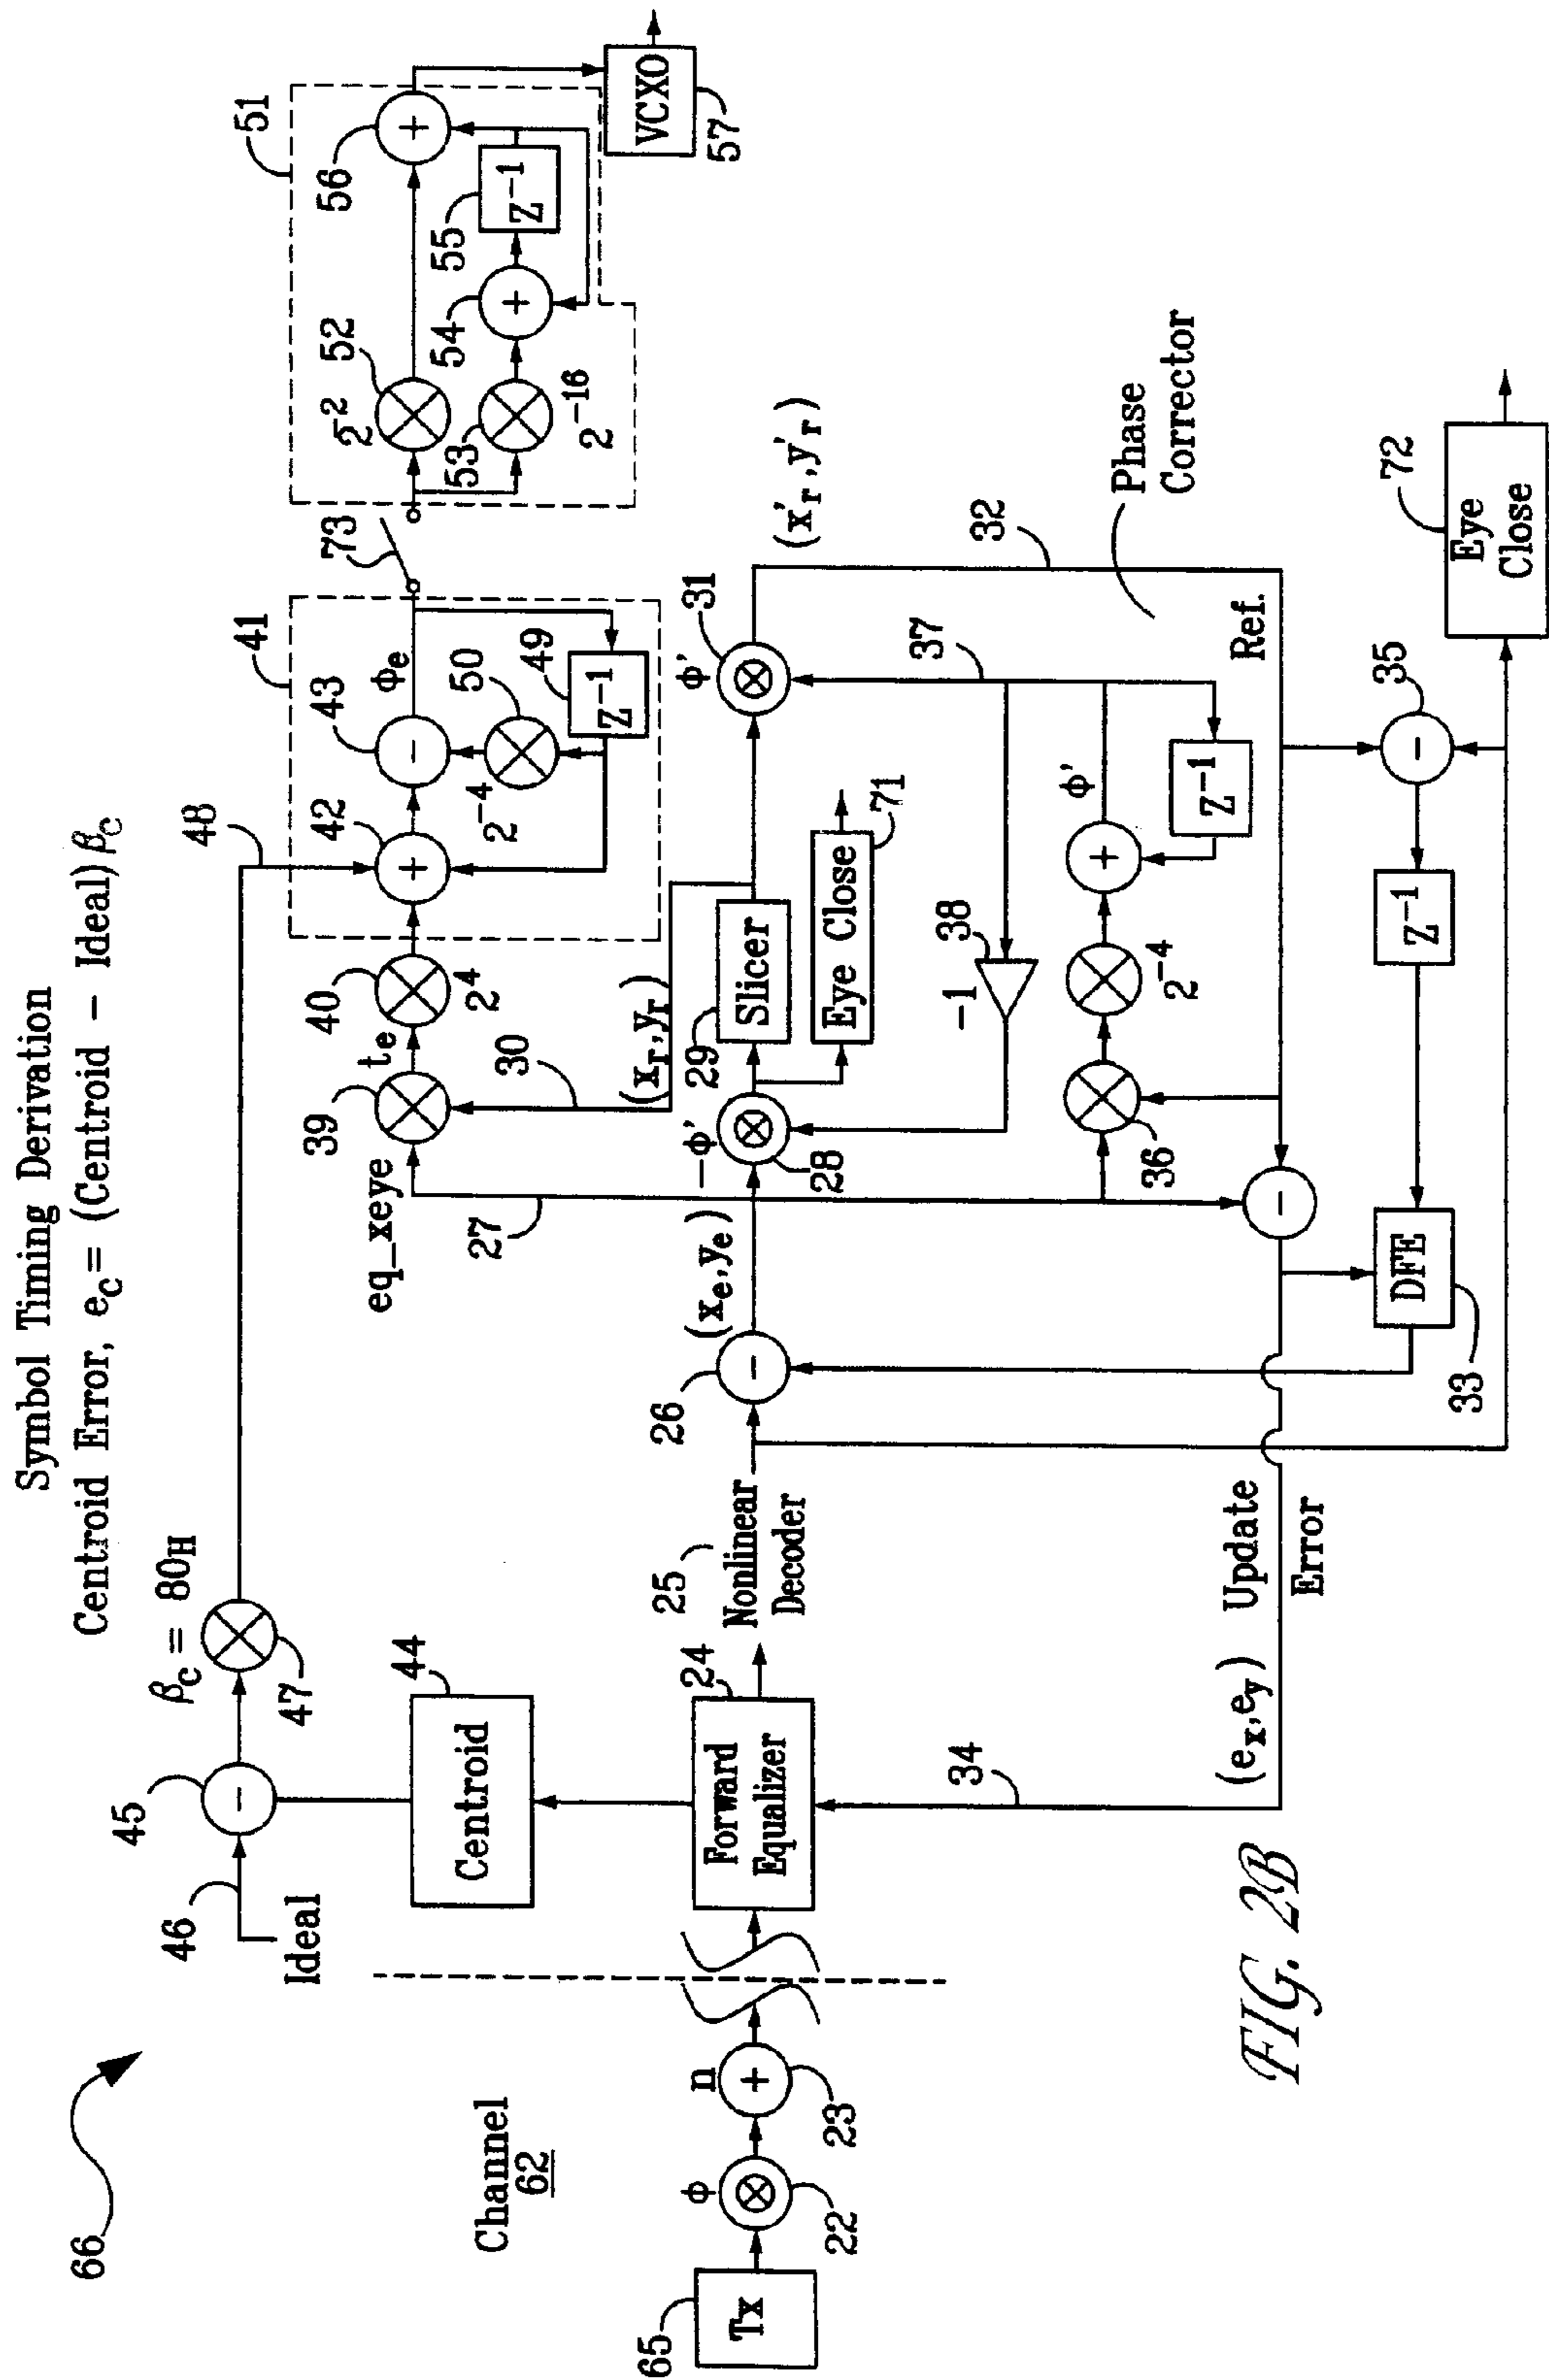 Symbol Timing Derivation
Centroid Error, e_c = (Centroid - Ideal) β_c
66
46
Ideal
45
β_c = 80_H
47
48
Centroid
44
41
42
43
ϕ_e
50
2^-4
49
Z^-1
73
51
2^-2
52
53
2^-16
54
55
Z^-1
56
VCXO
57
39
t_e
40
2^4
eq_xeye
27
30
(x_r,y_r)
Channel
62
65
Tx
ϕ
22
n
23
Forward
Equalizer
24
25
Nonlinear
Decoder
26
(x_e,y_e)
-ϕ'
28
29
Slicer
Eye Close
71
ϕ'
31
(x'_r,y'_r)
32
37
38
-1
36
2^-4
ϕ'
Z^-1
Phase
Corrector
Ref.
34
(e_x,e_y) Update
Error
DFE
33
Z^-1
35
Eye
Close
72
FIG. 2B